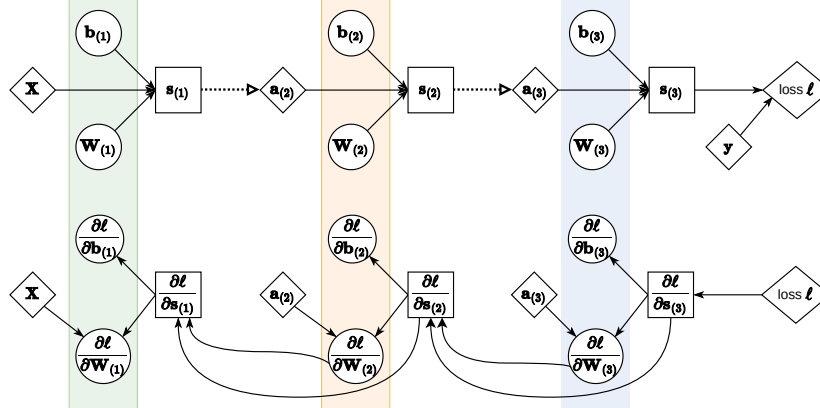 b₍₁₎ b₍₂₎ b₍₃₎
X s₍₁₎ a₍₂₎ s₍₂₎ a₍₃₎ s₍₃₎ loss ℓ
W₍₁₎ W₍₂₎ W₍₃₎ y
∂ℓ/∂b₍₁₎ ∂ℓ/∂b₍₂₎ ∂ℓ/∂b₍₃₎
X ∂ℓ/∂s₍₁₎ a₍₂₎ ∂ℓ/∂s₍₂₎ a₍₃₎ ∂ℓ/∂s₍₃₎ loss ℓ
∂ℓ/∂W₍₁₎ ∂ℓ/∂W₍₂₎ ∂ℓ/∂W₍₃₎